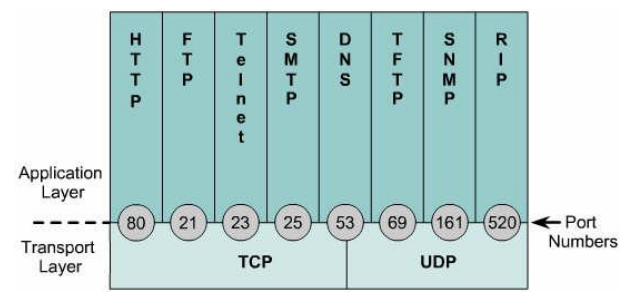 HTTP FTP Telnet SMTP DNS TFTP SNMP RIP
Application
Layer
80 21 23 25 53 69 161 520 Port
Numbers
Transport
Layer
TCP UDP